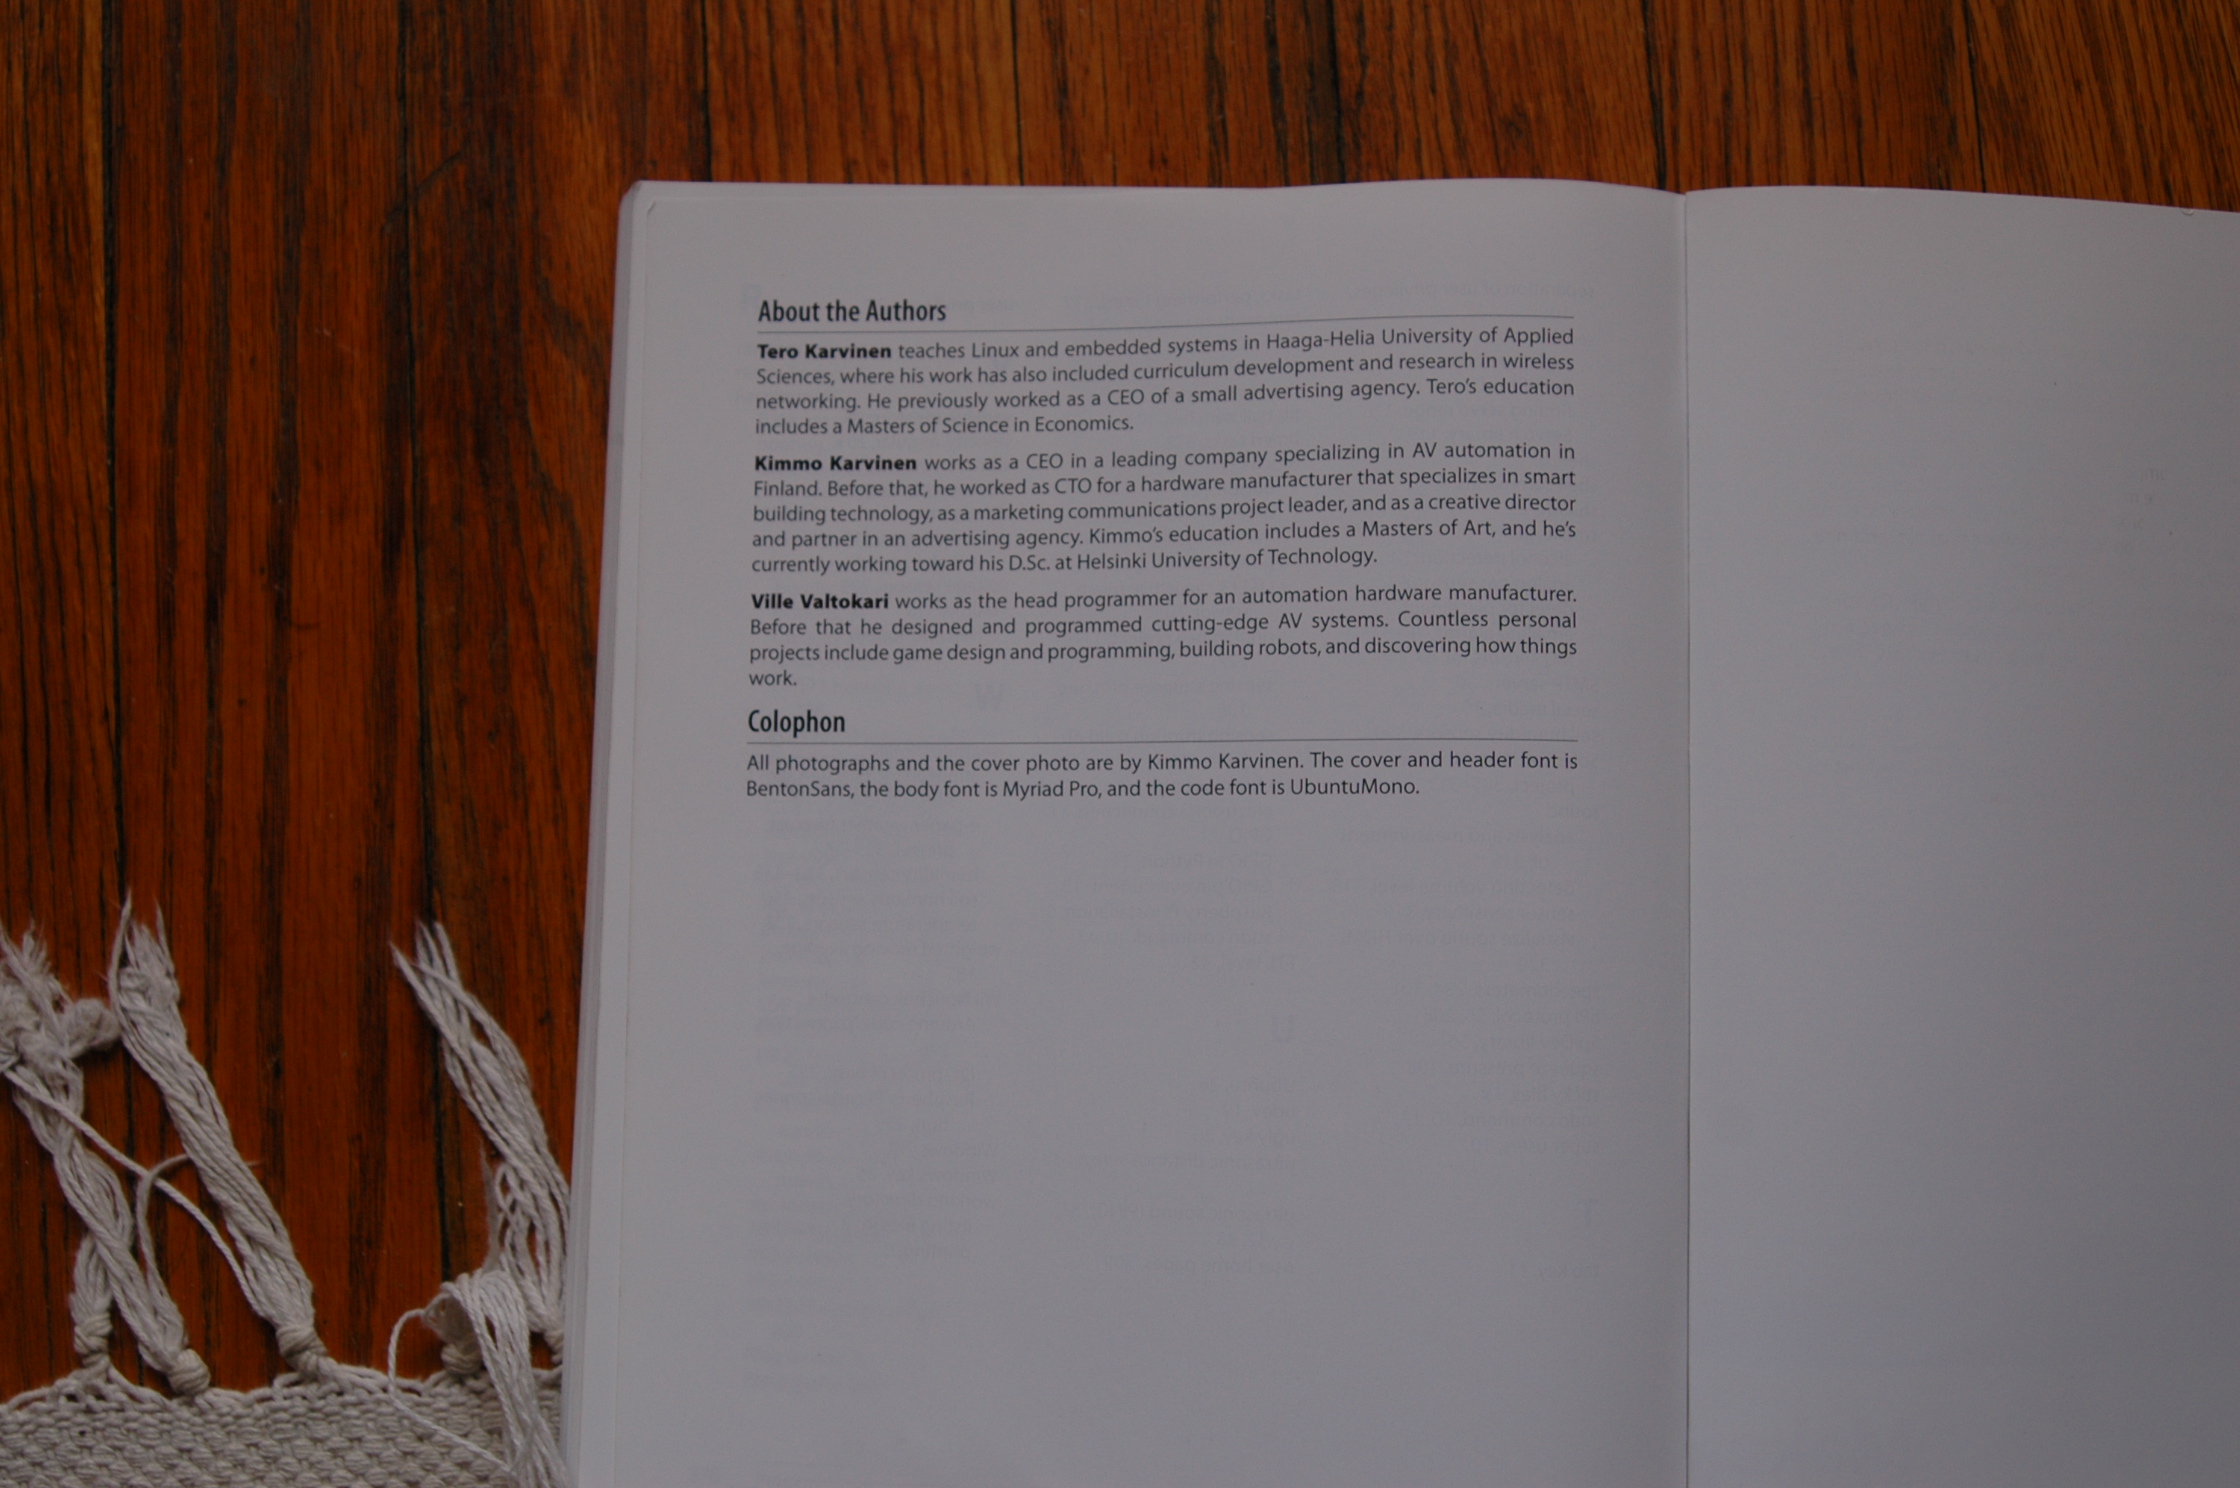 About the Authors
Tero Karvinen teaches Linux and embedded systems in Haaga-Helia University of Applied
Sciences, where his work has also included curriculum development and research in wireless
networking. He previously worked as a CEO of a small advertising agency. Tero's education
includes a Masters of Science in Economics.
Kimmo Karvinen works as a CEO in a leading company specializing in AV automation in
Finland. Before that, he worked as CTO for a hardware manufacturer that specializes in smart
building technology, as a marketing communications project leader, and as a creative director
and partner in an advertising agency. Kimmo's education includes a Masters of Art, and he's
currently working toward his D.Sc. at Helsinki University of Technology.
Ville Valtokari works as the head programmer for an automation hardware manufacturer.
Before that he designed and programmed cutting-edge AV systems. Countless personal
projects include game design and programming, building robots, and discovering how things
work.
Colophon
All photographs and the cover photo are by Kimmo Karvinen. The cover and header font is
BentonSans, the body font is Myriad Pro, and the code font is UbuntuMono.